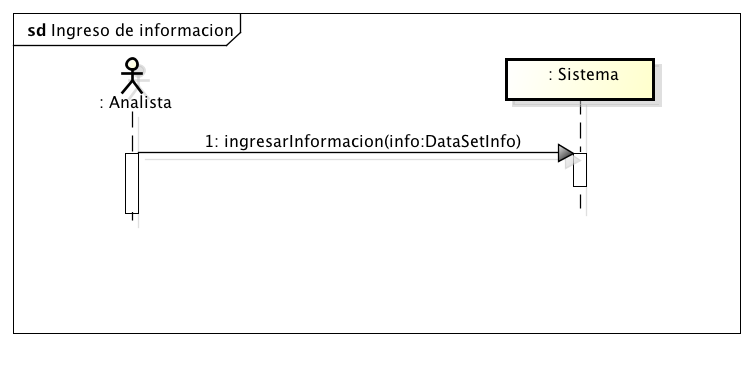 sd Ingreso de informacion
: Analista
: Sistema
1: ingresarInformacion(info:DataSetInfo)